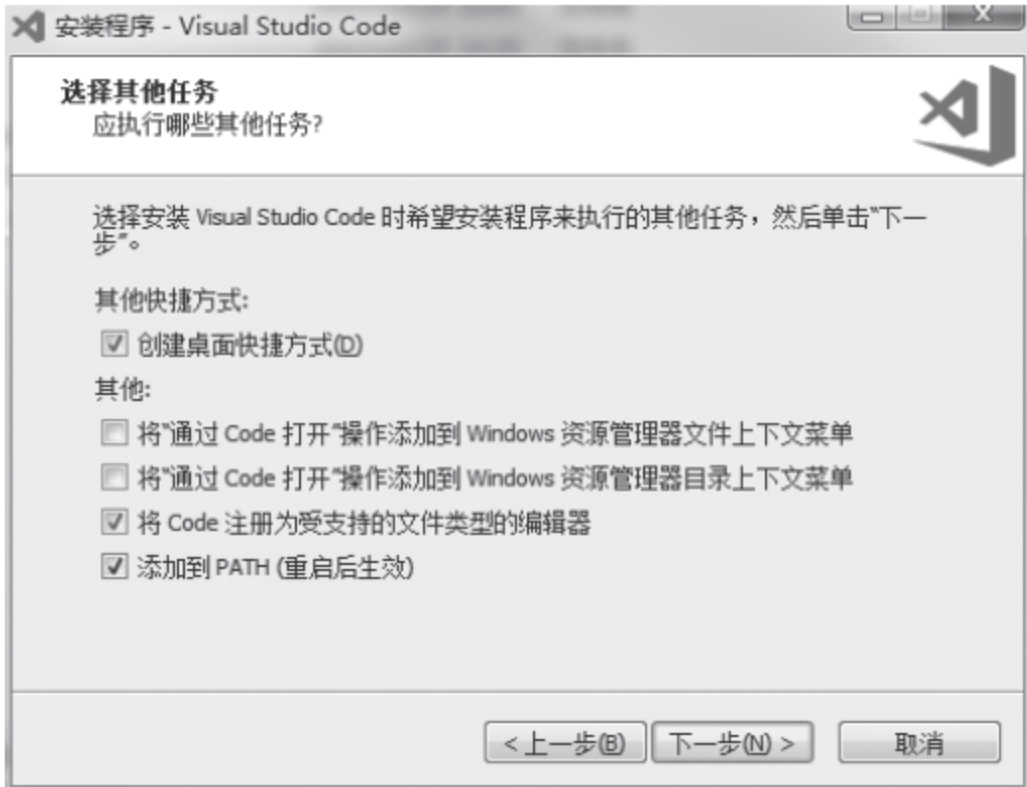 安装程序 - Visual Studio Code
选择其他任务
应执行哪些其他任务?
选择安装 Visual Studio Code 时希望安装程序来执行的其他任务，然后单击"下一
步"。
其他快捷方式:
创建桌面快捷方式(D)
其他:
将"通过 Code 打开"操作添加到 Windows 资源管理器文件上下文菜单
将"通过 Code 打开"操作添加到 Windows 资源管理器目录上下文菜单
将 Code 注册为受支持的文件类型的编辑器
添加到 PATH (重启后生效)
<上一步(B) 下一步(N) > 取消